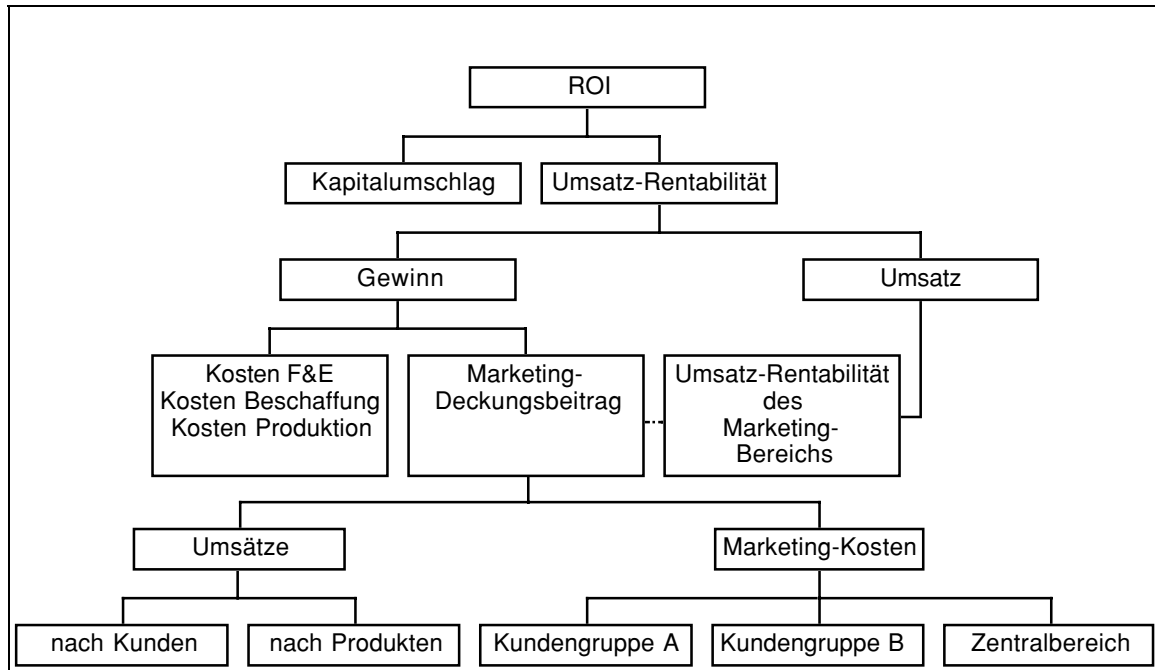 ROI
Kapitalumschlag
Umsatz-Rentabilität
Gewinn
Umsatz
Kosten F&E
Kosten Beschaffung
Kosten Produktion
Marketing-
Deckungsbeitrag
Umsatz-Rentabilität
des
Marketing-
Bereichs
Umsätze
Marketing-Kosten
nach Kunden
nach Produkten
Kundengruppe A
Kundengruppe B
Zentralbereich